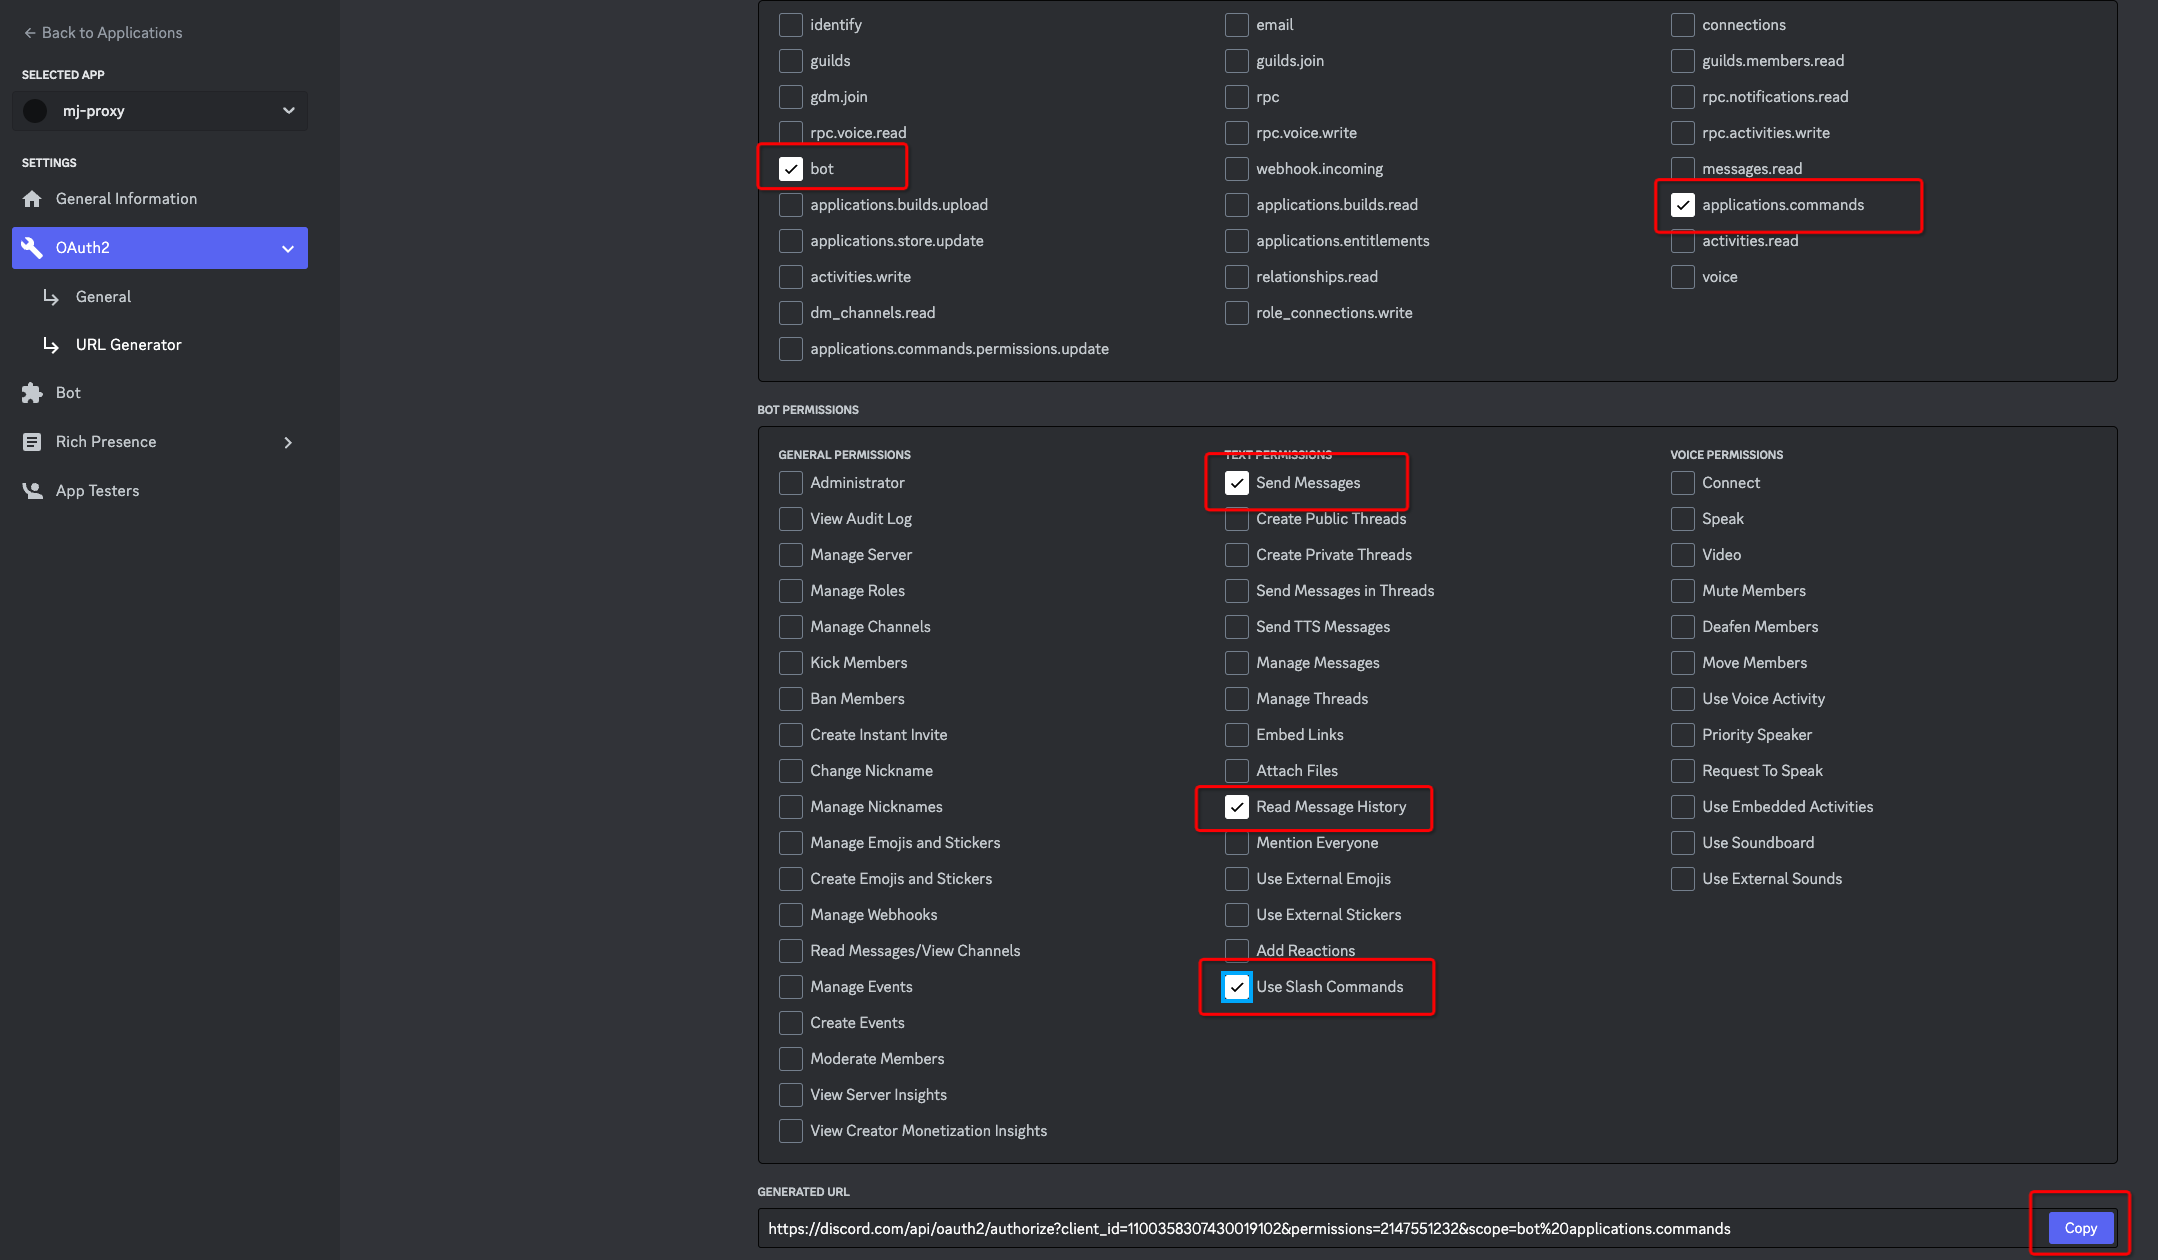 ← Back to Applications
SELECTED APP
mj-proxy
SETTINGS
General Information
OAuth2
General
URL Generator
Bot
Rich Presence
App Testers
identify
email
connections
guilds
guilds.join
guilds.members.read
gdm.join
rpc
rpc.notifications.read
rpc.voice.read
rpc.voice.write
rpc.activities.write
bot
webhook.incoming
messages.read
applications.builds.upload
applications.builds.read
applications.commands
applications.store.update
applications.entitlements
activities.read
activities.write
relationships.read
voice
dm_channels.read
role_connections.write
applications.commands.permissions.update
BOT PERMISSIONS
GENERAL PERMISSIONS
Administrator
View Audit Log
Manage Server
Manage Roles
Manage Channels
Kick Members
Ban Members
Create Instant Invite
Change Nickname
Manage Nicknames
Manage Emojis and Stickers
Create Emojis and Stickers
Manage Webhooks
Read Messages/View Channels
Manage Events
Create Events
Moderate Members
View Server Insights
View Creator Monetization Insights
TEXT PERMISSIONS
Send Messages
Create Public Threads
Create Private Threads
Send Messages in Threads
Send TTS Messages
Manage Messages
Manage Threads
Embed Links
Attach Files
Read Message History
Mention Everyone
Use External Emojis
Use External Stickers
Add Reactions
Use Slash Commands
VOICE PERMISSIONS
Connect
Speak
Video
Mute Members
Deafen Members
Move Members
Use Voice Activity
Priority Speaker
Request To Speak
Use Embedded Activities
Use Soundboard
Use External Sounds
GENERATED URL
https://discord.com/api/oauth2/authorize?client_id=1100358307430019102&permissions=2147551232&scope=bot%20applications.commands
Copy